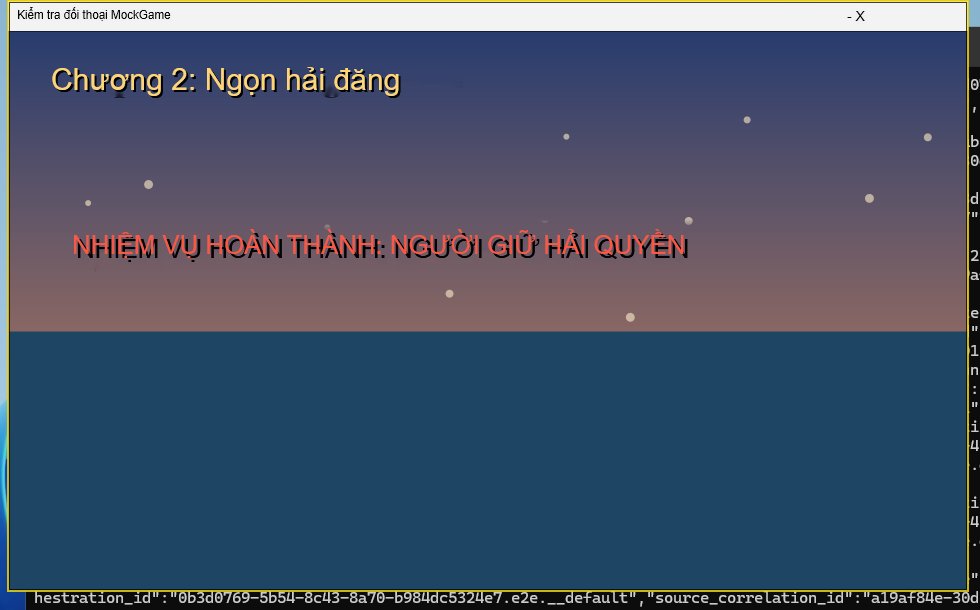 Kiểm tra đối thoại MockGame
- X
Chương 2: Ngọn hải đăng
NHIỆM VỤ HOÀN THÀNH: NGƯỜI GIỮ HẢI QUYỀN
hestration_id":"0b3d0769-5b54-8c43-8a70-b984dc5324e7.e2e.__default","source_correlation_id":"a19af84e-30d